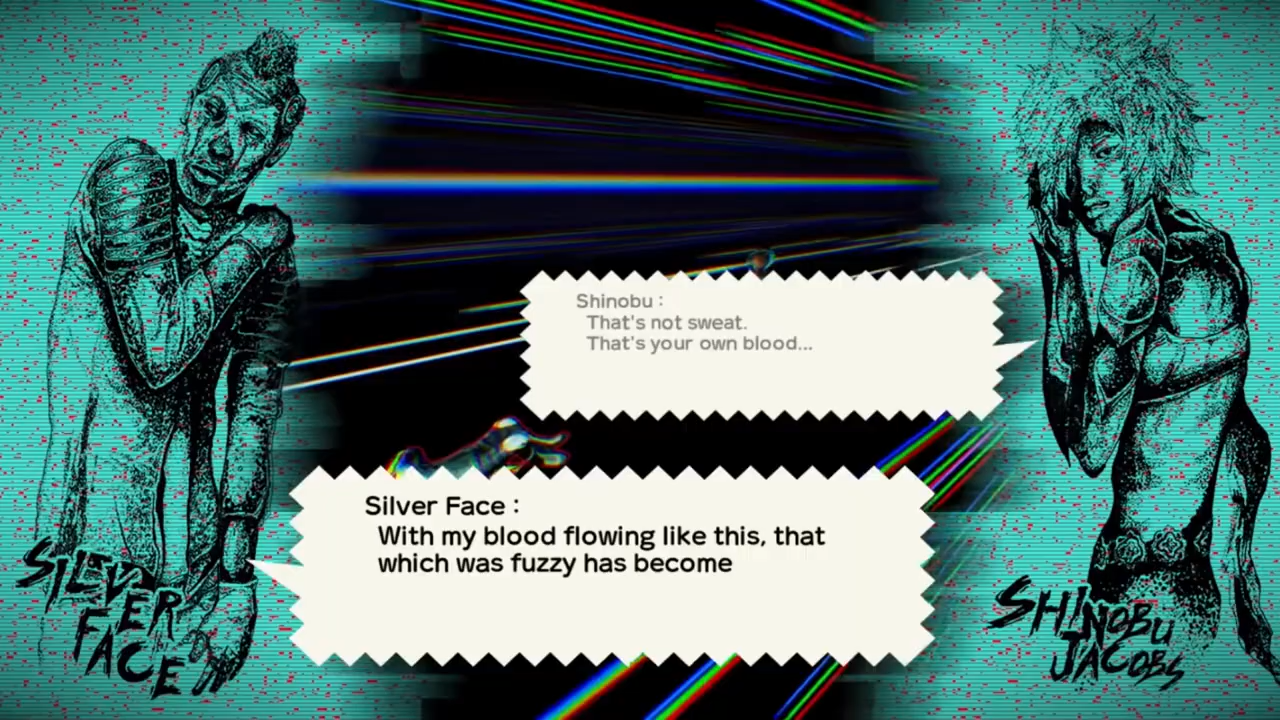 Shinobu :
That's not sweat.
That's your own blood...
Silver Face :
With my blood flowing like this, that
which was fuzzy has become
SILVER
FACE
SHINOBU
JACOBS